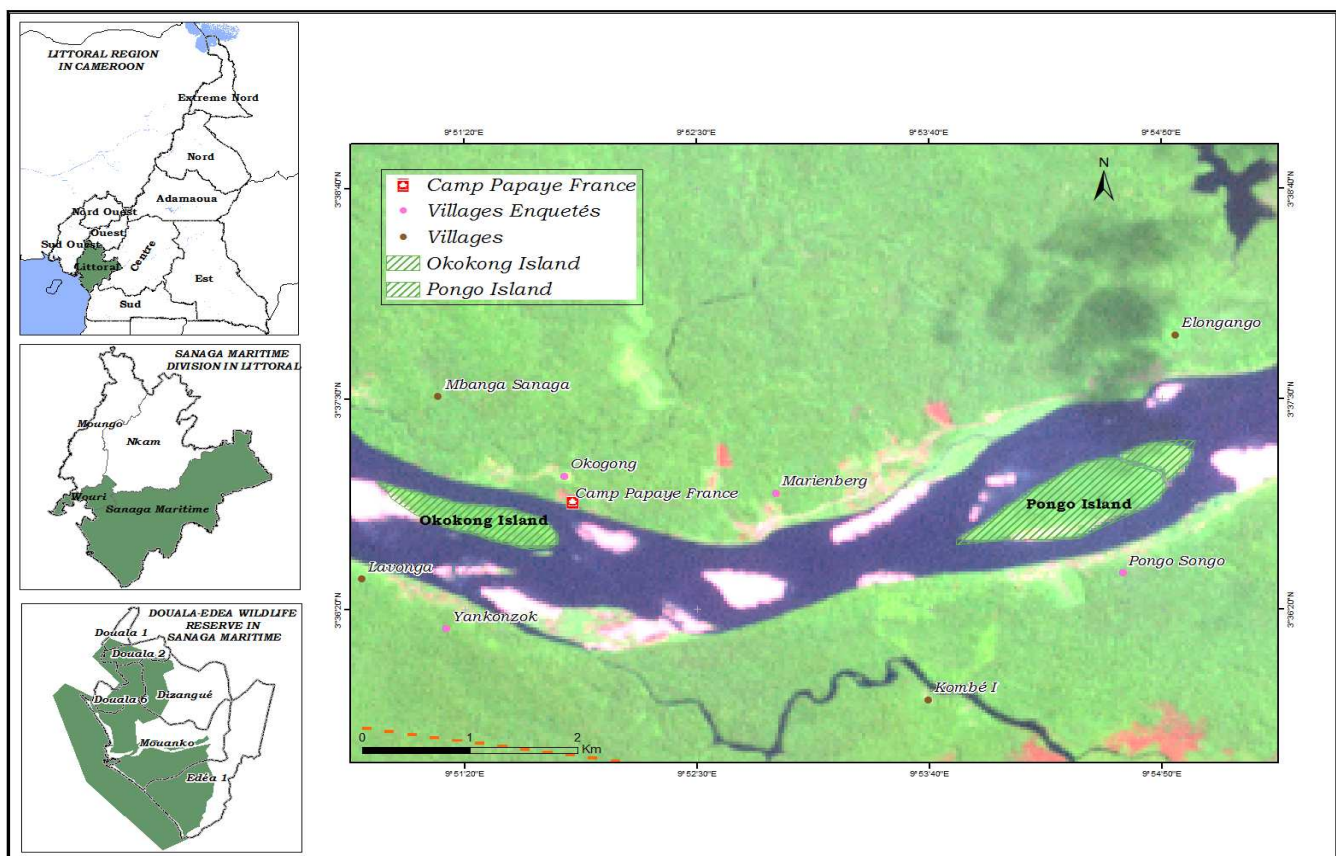 LITTORAL REGION
IN CAMEROON
Extreme Nord
Nord
Adamaoua
Nord Ouest
Ouest
Sud Ouest
Littoral
Centre
Est
Sud
SANAGA MARITIME
DIVISION IN LITTORAL
Moungo
Nkam
Wouri
Sanaga Maritime
DOUALA-EDEA WILDLIFE
RESERVE IN
SANAGA MARITIME
Douala 1
Douala 2
Douala 6
Dizangué
Mouanko
Edéa 1
9°51'20"E 9°52'30"E 9°53'40"E 9°54'50"E
3°38'40"N 3°38'40"N
N
Camp Papaye France
Villages Enquetés
Villages
Okokong Island
Pongo Island
Elongango
Mbanga Sanaga
3°37'30"N 3°37'30"N
Okogong
Marienberg
Camp Papaye France
Pongo Island
Okokong Island
Lavonga
Pongo Songo
Yankonzok
3°36'20"N 3°36'20"N
Kombé I
0 1 2
Km
9°51'20"E 9°52'30"E 9°53'40"E 9°54'50"E